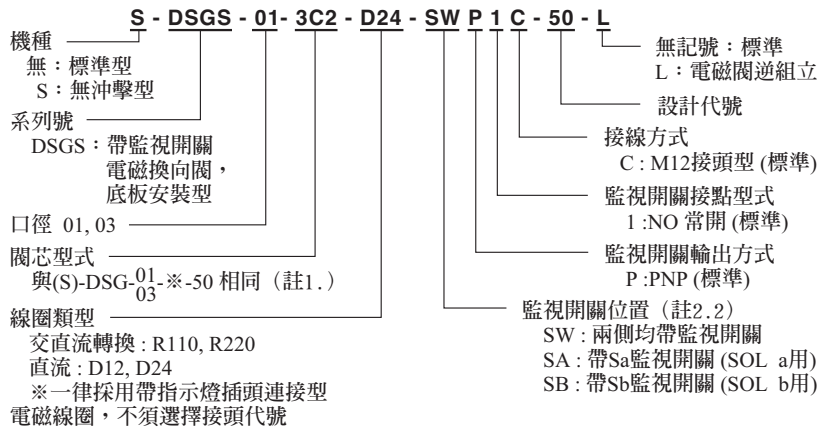 S - DSGS - 01- 3C2 - D24 - SW P 1 C - 50 - L
機種
無：標準型
S：無沖擊型
系列號
DSGS：帶監視開關
電磁換向閥，
底板安裝型
口徑 01, 03
閥芯型式
與(S)-DSG-01/03-※-50 相同（註1.）
線圈類型
交直流轉換 : R110, R220
直流 : D12, D24
※一律採用帶指示燈插頭連接型
電磁線圈，不須選擇接頭代號
無記號：標準
L：電磁閥逆組立
設計代號
接線方式
C : M12接頭型 (標準)
監視開關接點型式
1 :NO 常開 (標準)
監視開關輸出方式
P :PNP (標準)
監視開關位置（註2.2）
SW : 兩側均帶監視開關
SA : 帶Sa監視開關 (SOL a用)
SB : 帶Sb監視開關 (SOL b用)